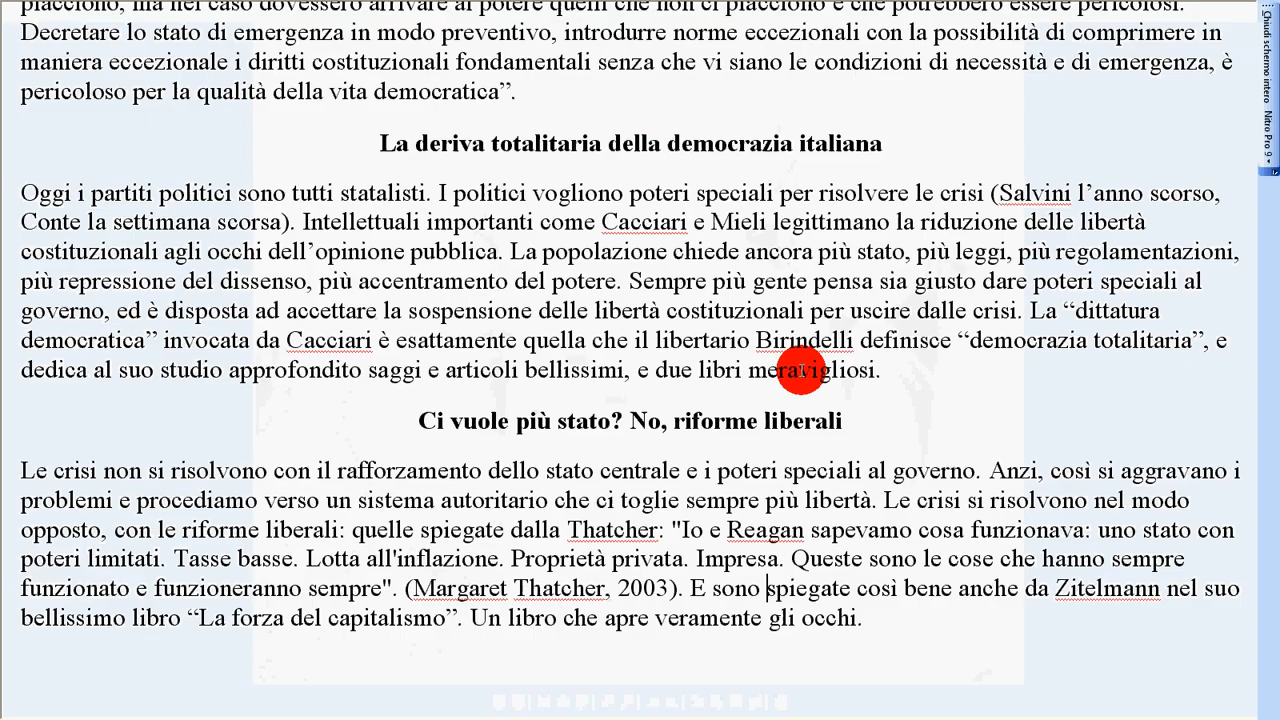 piacciono, ma nel caso dovessero arrivare al potere quelli che non ci piacciono e che potrebbero essere pericolosi.
Decretare lo stato di emergenza in modo preventivo, introdurre norme eccezionali con la possibilità di comprimere in
maniera eccezionale i diritti costituzionali fondamentali senza che vi siano le condizioni di necessità e di emergenza, è
pericoloso per la qualità della vita democratica”.
La deriva totalitaria della democrazia italiana
Oggi i partiti politici sono tutti statalisti. I politici vogliono poteri speciali per risolvere le crisi (Salvini l’anno scorso,
Conte la settimana scorsa). Intellettuali importanti come Cacciari e Mieli legittimano la riduzione delle libertà
costituzionali agli occhi dell’opinione pubblica. La popolazione chiede ancora più stato, più leggi, più regolamentazioni,
più repressione del dissenso, più accentramento del potere. Sempre più gente pensa sia giusto dare poteri speciali al
governo, ed è disposta ad accettare la sospensione delle libertà costituzionali per uscire dalle crisi. La “dittatura
democratica” invocata da Cacciari è esattamente quella che il libertario Birindelli definisce “democrazia totalitaria”, e
dedica al suo studio approfondito saggi e articoli bellissimi, e due libri meravigliosi.
Ci vuole più stato? No, riforme liberali
Le crisi non si risolvono con il rafforzamento dello stato centrale e i poteri speciali al governo. Anzi, così si aggravano i
problemi e procediamo verso un sistema autoritario che ci toglie sempre più libertà. Le crisi si risolvono nel modo
opposto, con le riforme liberali: quelle spiegate dalla Thatcher: "Io e Reagan sapevamo cosa funzionava: uno stato con
poteri limitati. Tasse basse. Lotta all'inflazione. Proprietà privata. Impresa. Queste sono le cose che hanno sempre
funzionato e funzioneranno sempre". (Margaret Thatcher, 2003). E sono spiegate così bene anche da Zitelmann nel suo
bellissimo libro “La forza del capitalismo”. Un libro che apre veramente gli occhi.
Chiudi schermo intero Nitro Pro 9